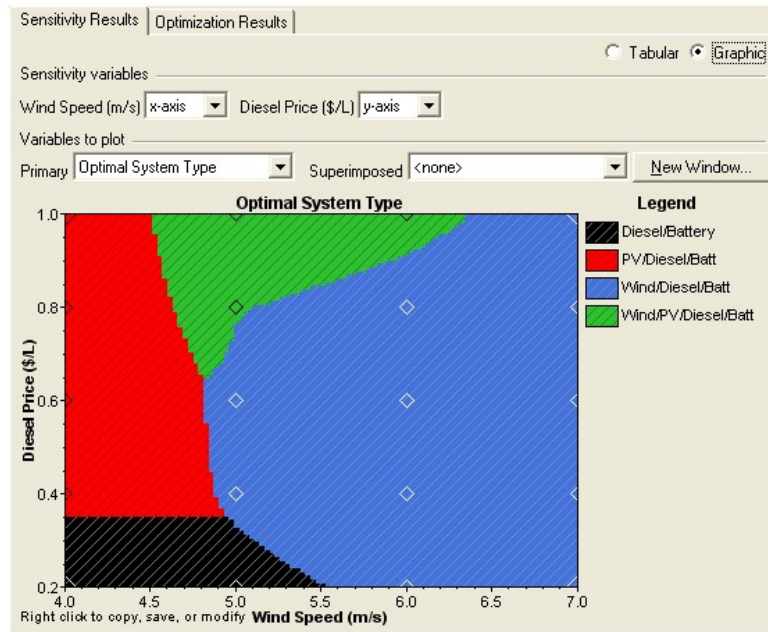 Sensitivity Results Optimization Results
Tabular Graphic
Sensitivity variables
Wind Speed (m/s) x-axis Diesel Price ($/L) y-axis
Variables to plot
Primary Optimal System Type Superimposed <none> New Window...
Optimal System Type
Legend
Diesel/Battery
PV/Diesel/Batt
Wind/Diesel/Batt
Wind/PV/Diesel/Batt
Diesel Price ($/L)
1.0
0.8
0.6
0.4
0.2
4.0 4.5 5.0 5.5 6.0 6.5 7.0
Right click to copy, save, or modify Wind Speed (m/s)